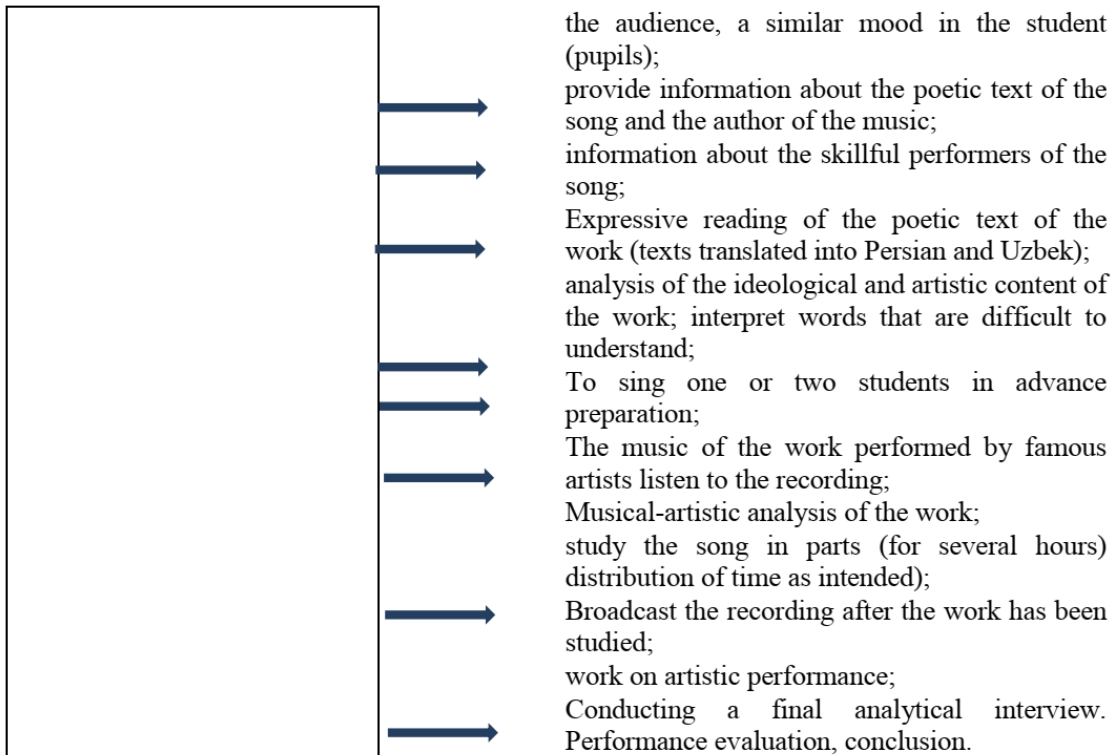 the audience, a similar mood in the student
(pupils);
provide information about the poetic text of the
song and the author of the music;
information about the skillful performers of the
song;
Expressive reading of the poetic text of the
work (texts translated into Persian and Uzbek);
analysis of the ideological and artistic content of
the work; interpret words that are difficult to
understand;
To sing one or two students in advance
preparation;
The music of the work performed by famous
artists listen to the recording;
Musical-artistic analysis of the work;
study the song in parts (for several hours)
distribution of time as intended);
Broadcast the recording after the work has been
studied;
work on artistic performance;
Conducting a final analytical interview.
Performance evaluation, conclusion.